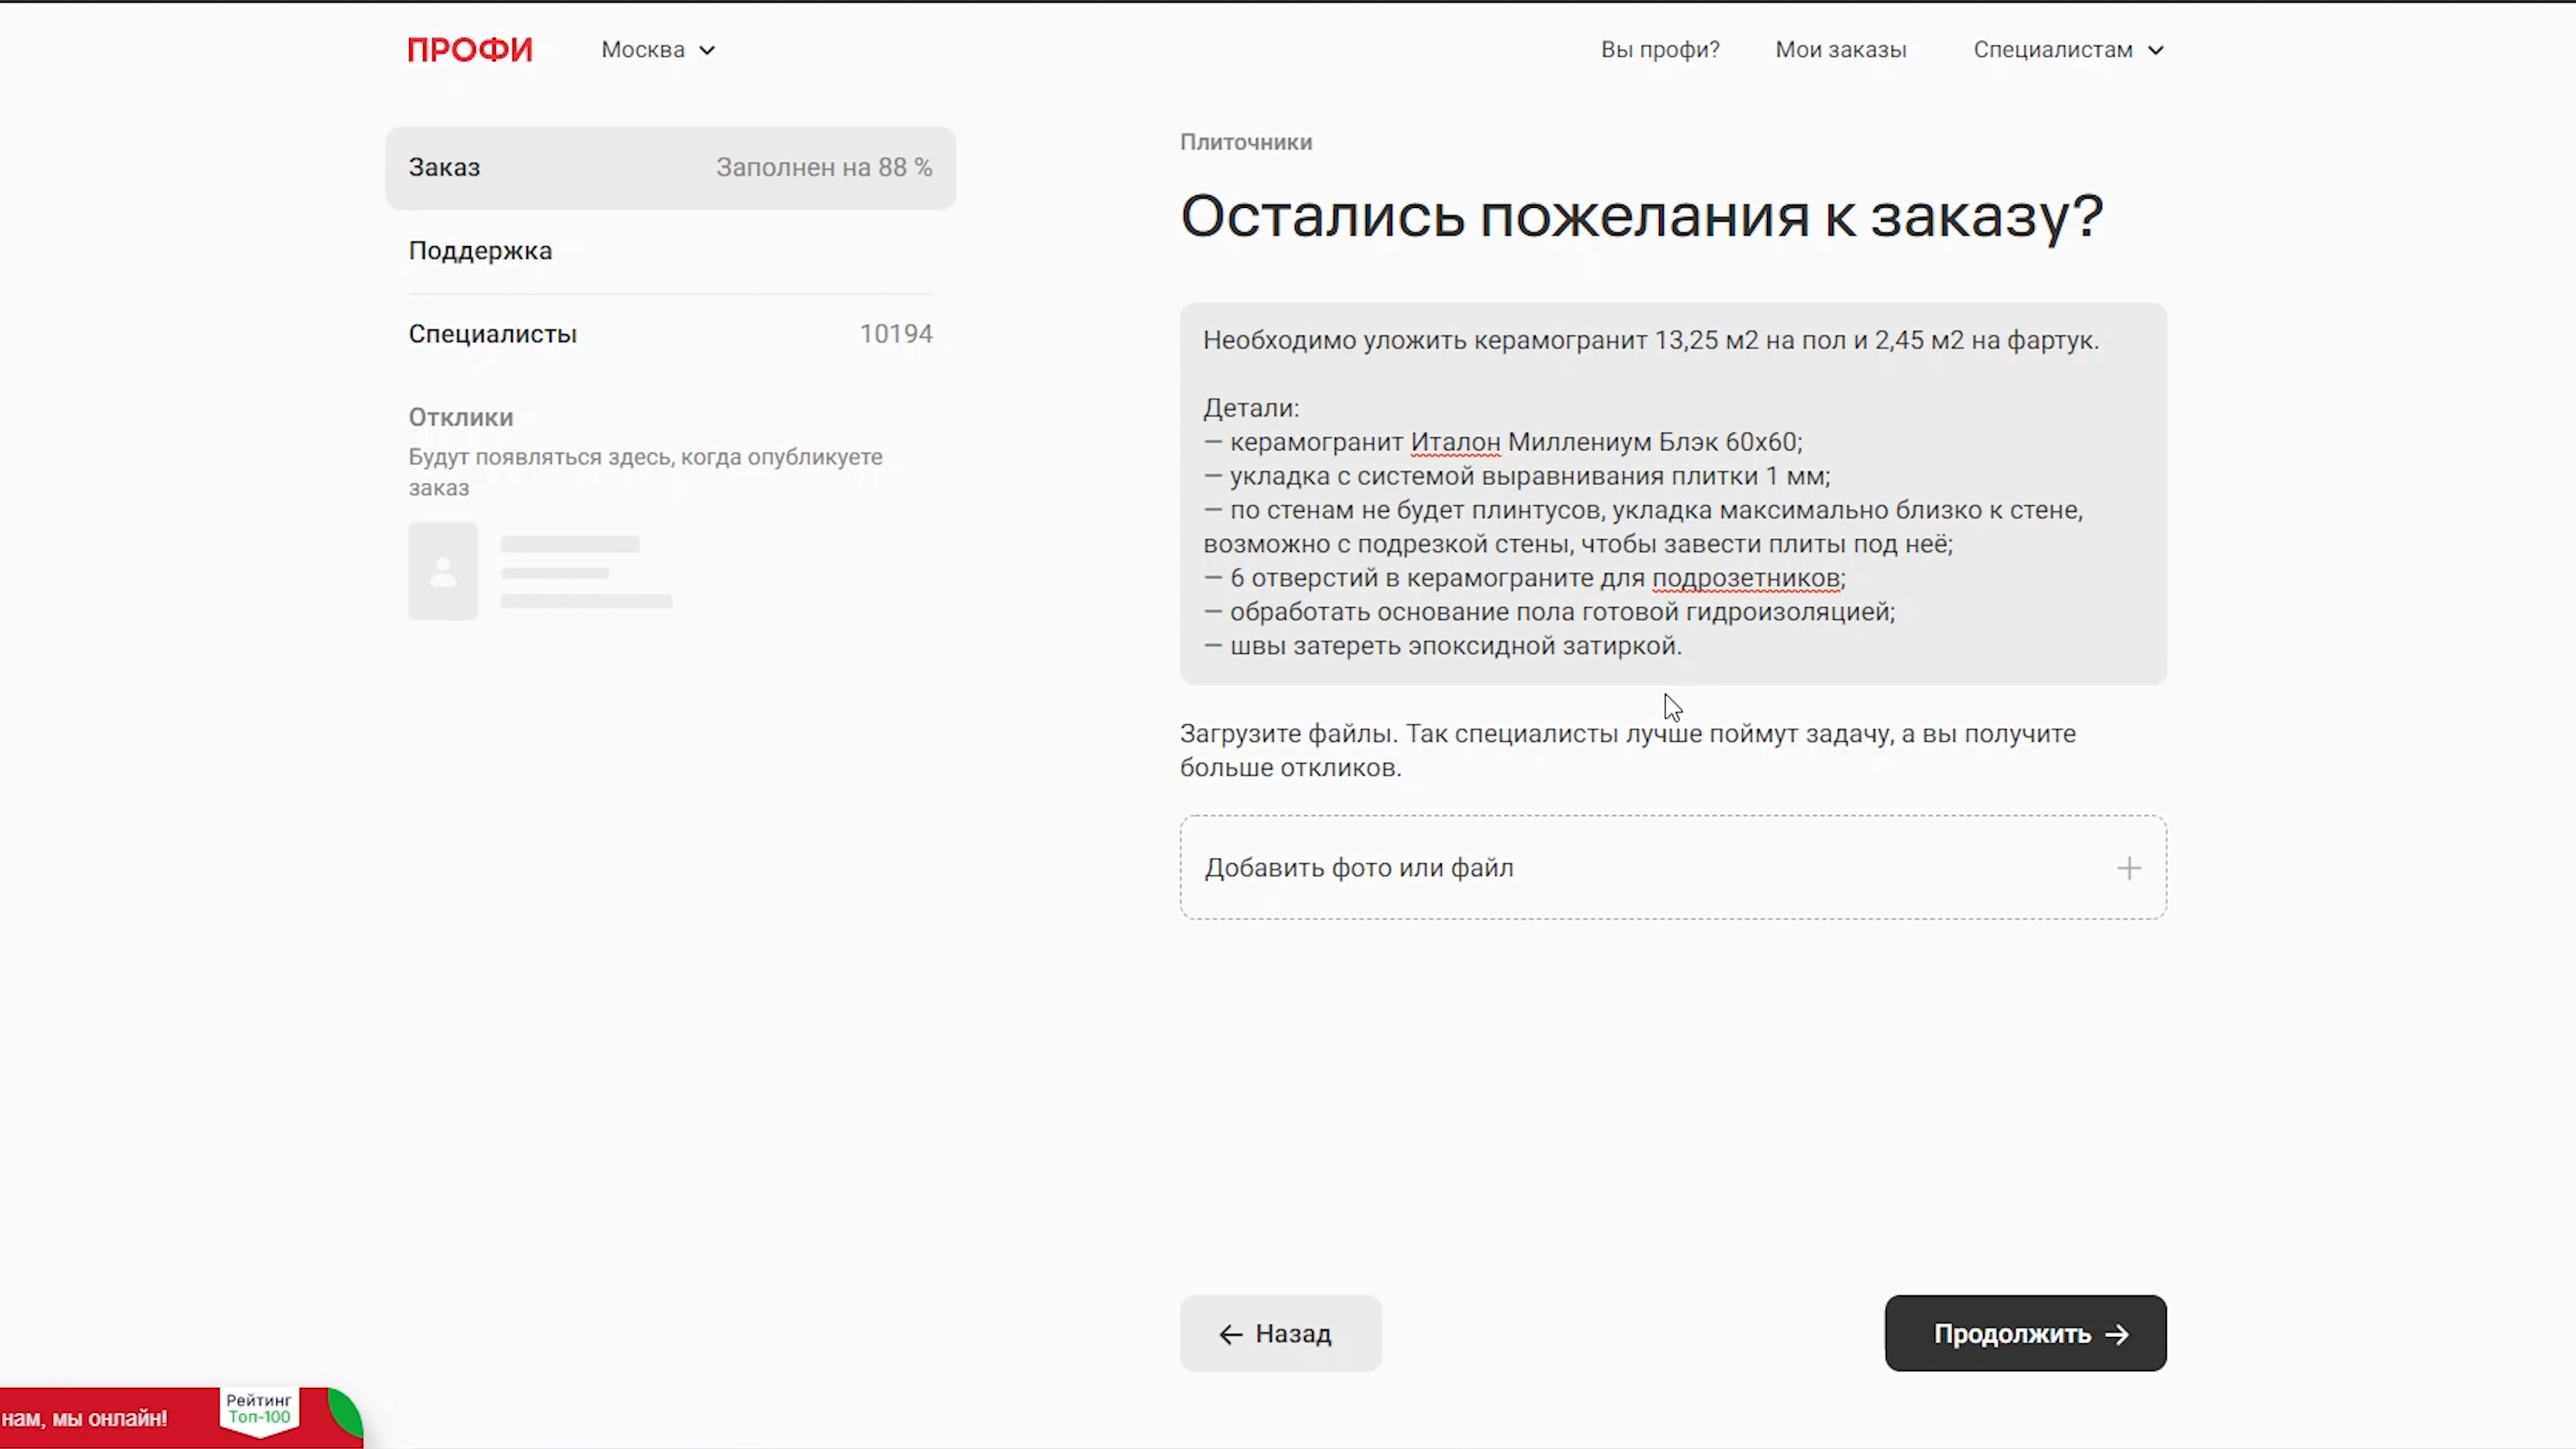 ПРОФИ
Москва
Вы профи?
Мои заказы
Специалистам
Заказ
Заполнен на 88 %
Поддержка
Специалисты
10194
Отклики
Будут появляться здесь, когда опубликуете
заказ
Плиточники
Остались пожелания к заказу?
Необходимо уложить керамогранит 13,25 м2 на пол и 2,45 м2 на фартук.
Детали:
— керамогранит Италон Миллениум Блэк 60х60;
— укладка с системой выравнивания плитки 1 мм;
— по стенам не будет плинтусов, укладка максимально близко к стене,
возможно с подрезкой стены, чтобы завести плиты под неё;
— 6 отверстий в керамограните для подрозетников;
— обработать основание пола готовой гидроизоляцией;
— швы затереть эпоксидной затиркой.
Загрузите файлы. Так специалисты лучше поймут задачу, а вы получите
больше откликов.
Добавить фото или файл
Назад
Продолжить
нам, мы онлайн!
Рейтинг
Топ-100